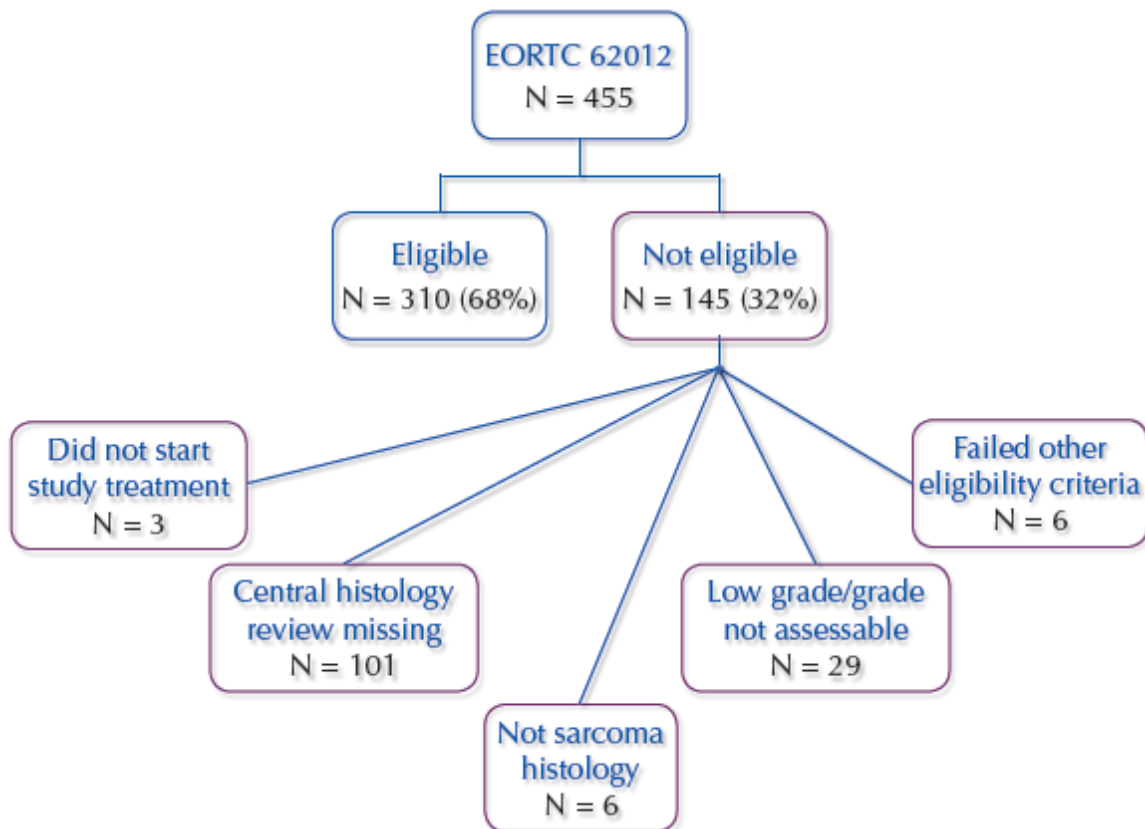 EORTC 62012
N = 455
Eligible
N = 310 (68%)
Not eligible
N = 145 (32%)
Did not start
study treatment
N = 3
Central histology
review missing
N = 101
Not sarcoma
histology
N = 6
Low grade/grade
not assessable
N = 29
Failed other
eligibility criteria
N = 6